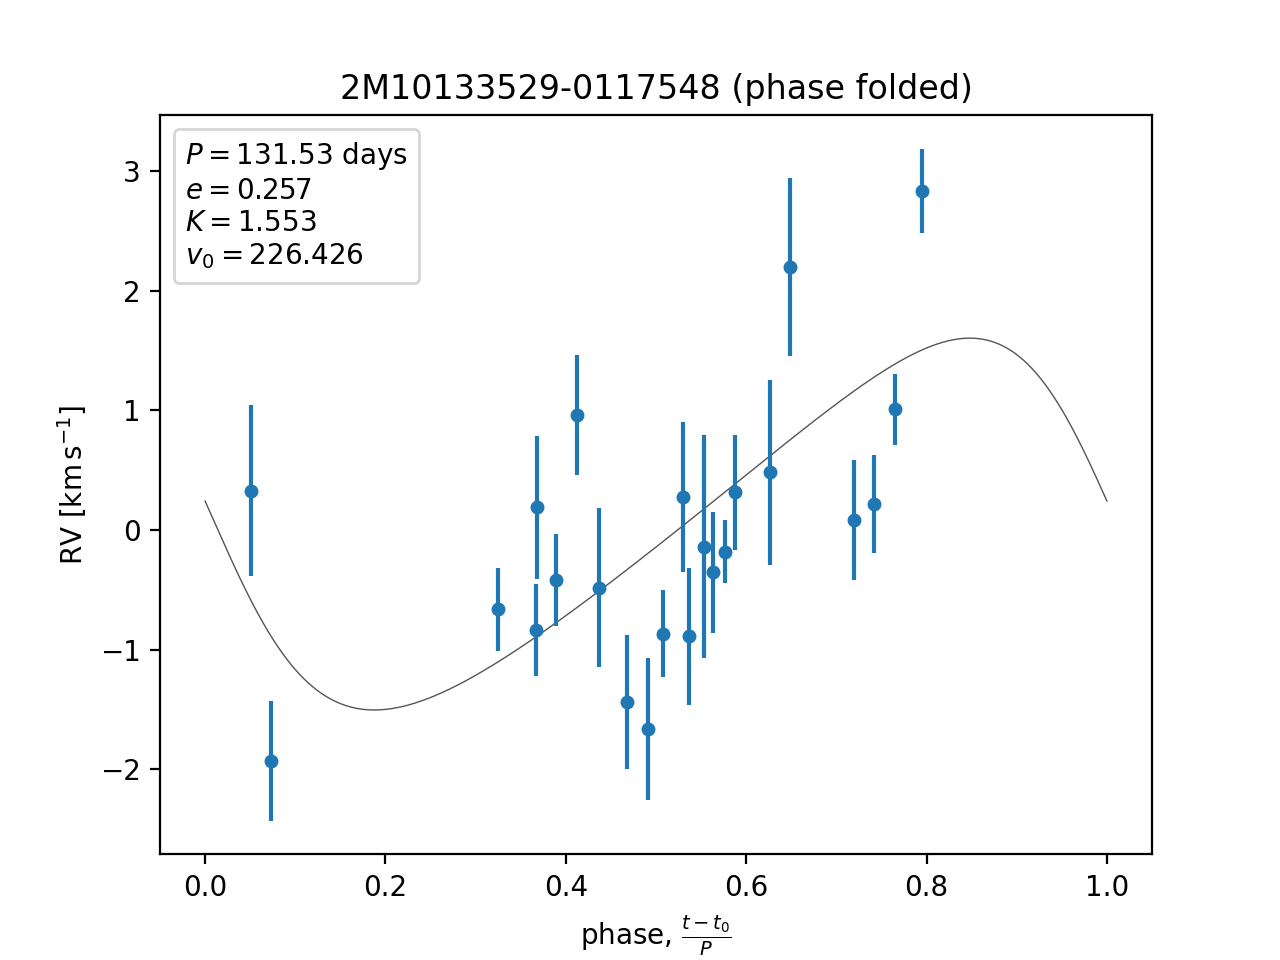 2M10133529-0117548 (phase folded)
P = 131.53 days
e = 0.257
K = 1.553
v₀ = 226.426
3
2
1
0
−1
−2
RV [km s⁻¹]
0.0 0.2 0.4 0.6 0.8 1.0
phase, (t − t₀)/P